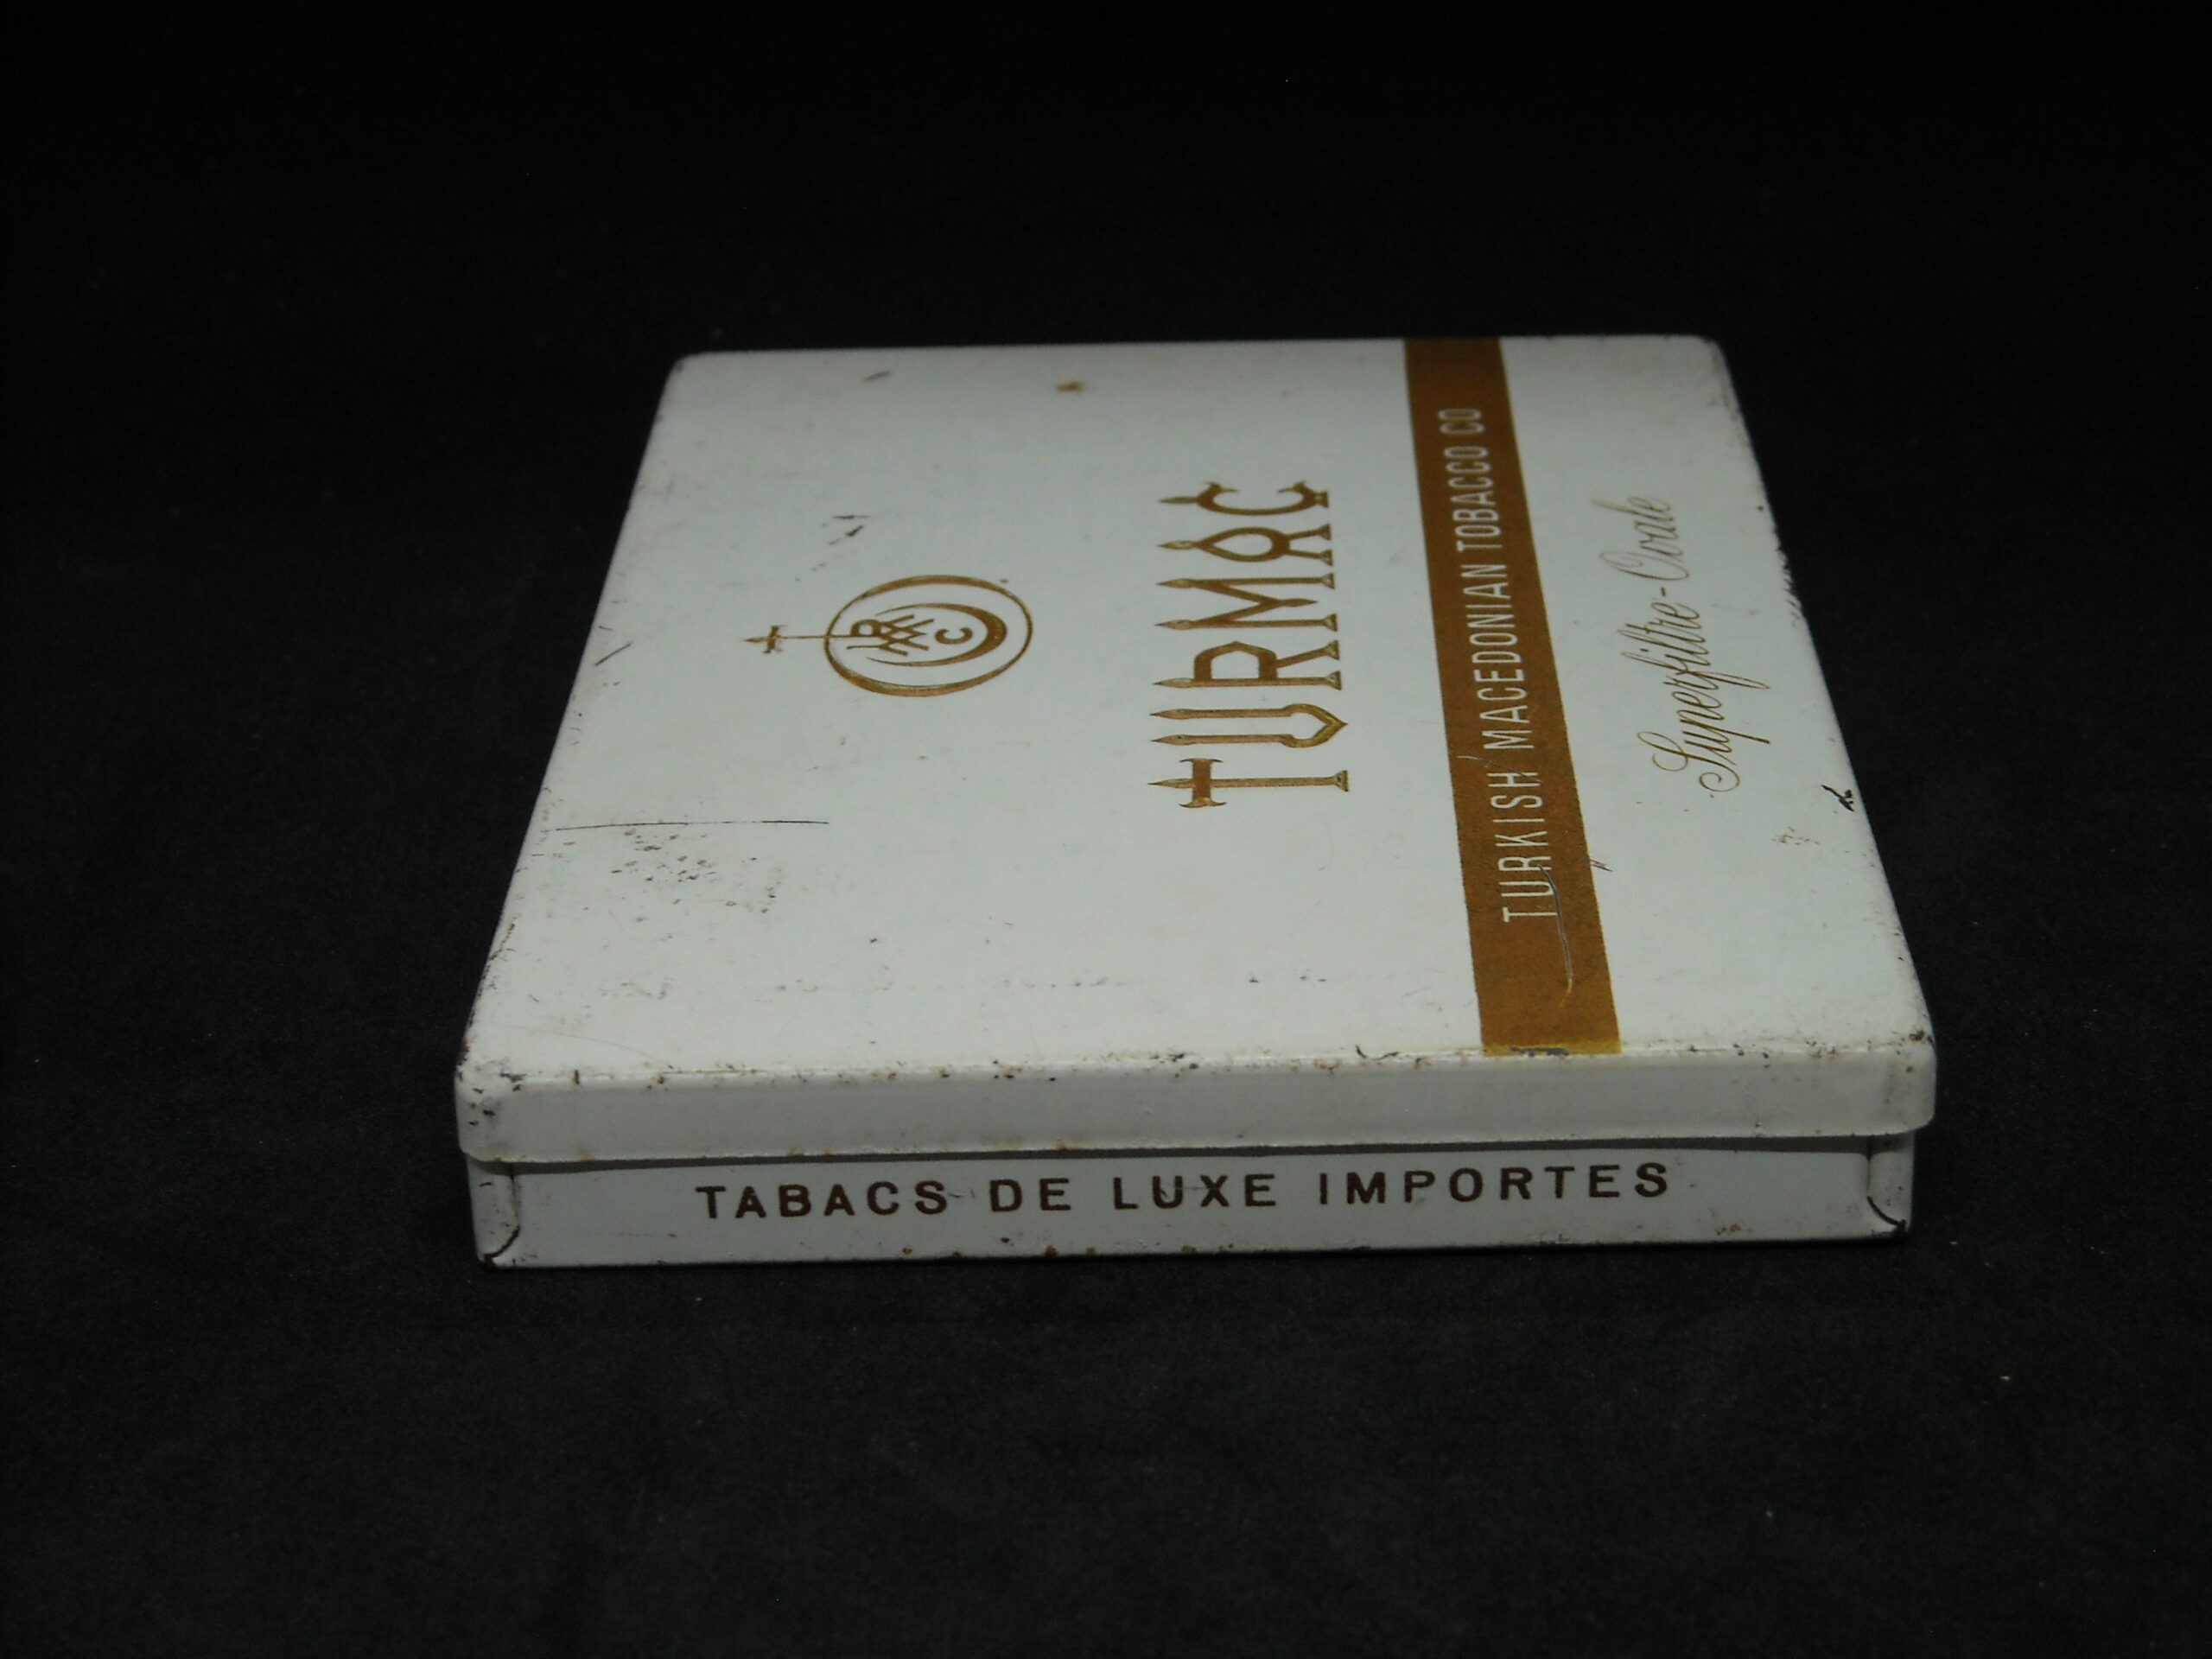 TURMAC
TURKISH MACEDONIAN TOBACCO CO
Superfiltre-Ovale
TABACS DE LUXE IMPORTES